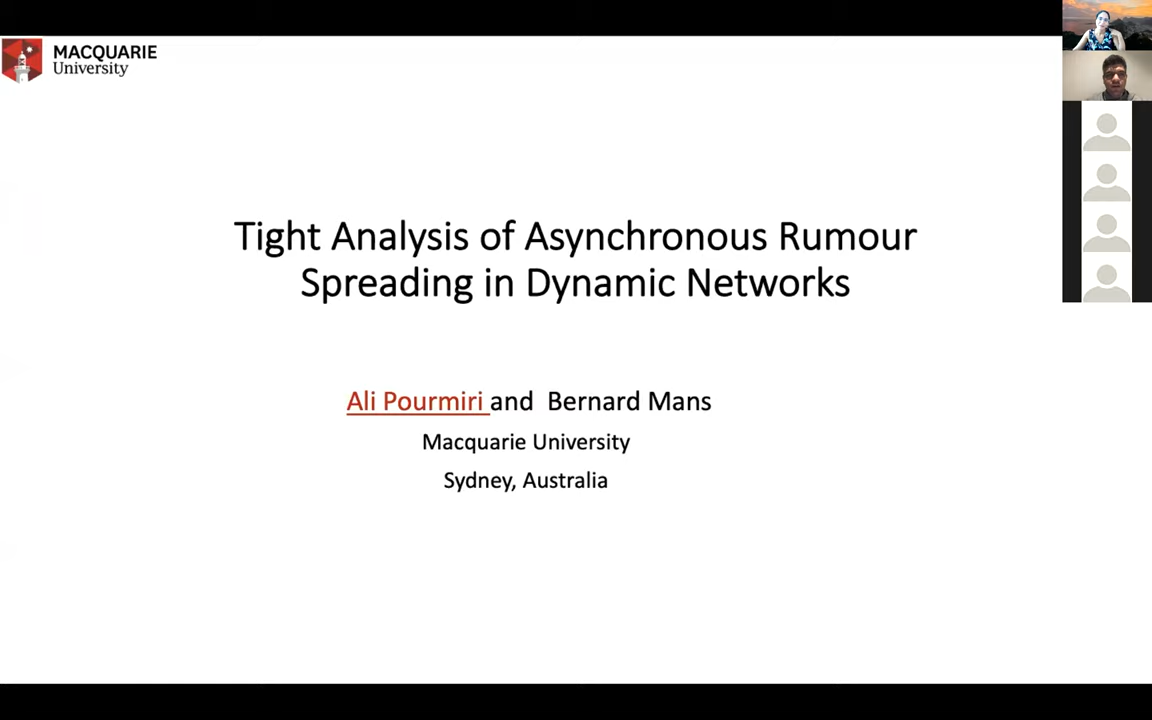 MACQUARIE
University
Tight Analysis of Asynchronous Rumour
Spreading in Dynamic Networks
Ali Pourmiri and Bernard Mans
Macquarie University
Sydney, Australia